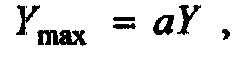 Y_max = aY ,